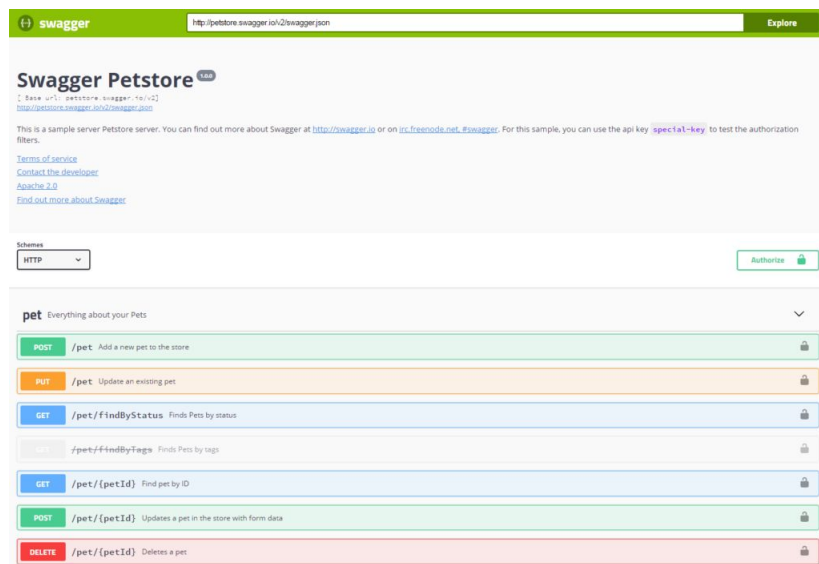 swagger
http://petstore.swagger.io/v2/swagger.json
Explore
Swagger Petstore 1.0.0
[ Base url: petstore.swagger.io/v2]
http://petstore.swagger.io/v2/swagger.json
This is a sample server Petstore server. You can find out more about Swagger at http://swagger.io or on irc.freenode.net, #swagger. For this sample, you can use the api key special-key to test the authorization
filters.
Terms of service
Contact the developer
Apache 2.0
Find out more about Swagger
Schemes
HTTP
Authorize
pet Everything about your Pets
POST /pet Add a new pet to the store
PUT /pet Update an existing pet
GET /pet/findByStatus Finds Pets by status
GET /pet/findByTags Finds Pets by tags
GET /pet/{petId} Find pet by ID
POST /pet/{petId} Updates a pet in the store with form data
DELETE /pet/{petId} Deletes a pet